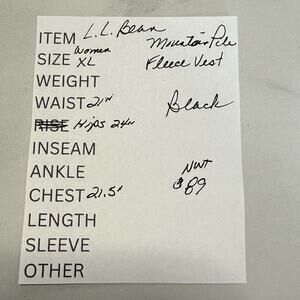 ITEM L.L. Bean
Mountain Pile
SIZE Women XL
Fleece Vest
WEIGHT
WAIST 21"
Black
RISE Hips 24"
INSEAM
ANKLE
NWT
CHEST 21.5"
$89
LENGTH
SLEEVE
OTHER